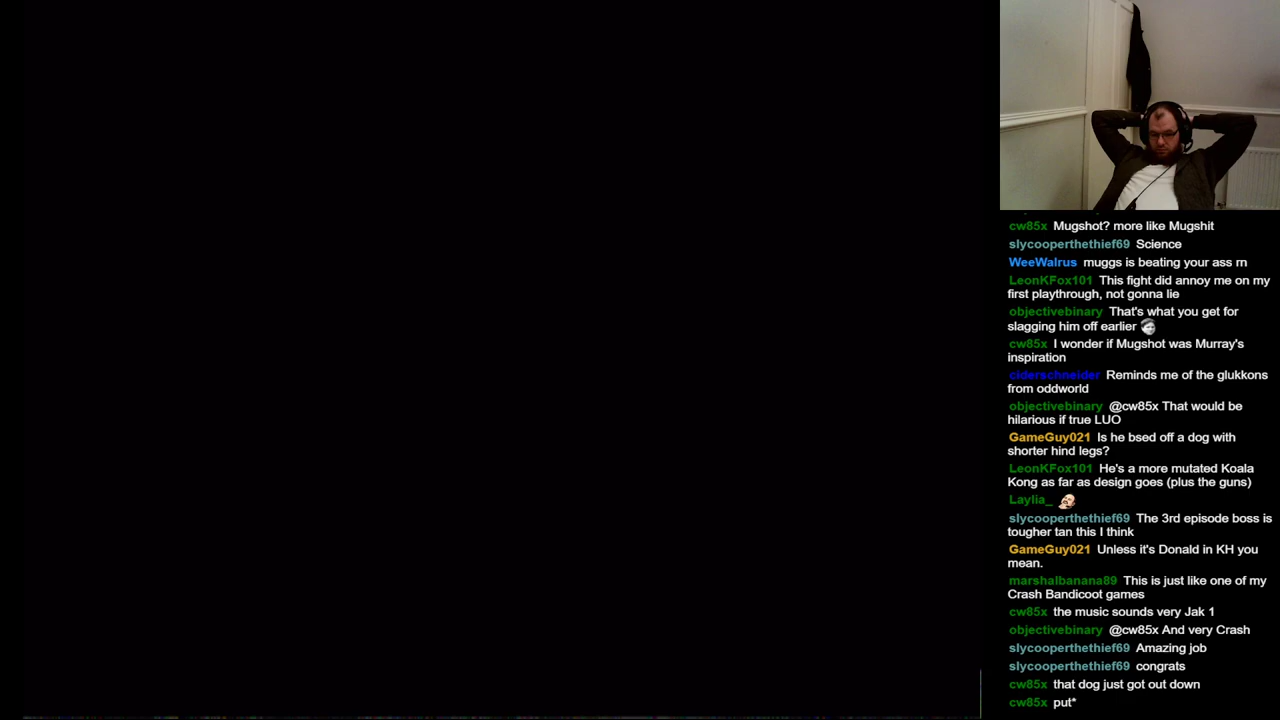 cw85x Mugshot? more like Mugshit
slycooperthethief69 Science
WeeWalrus muggs is beating your ass rn
LeonKFox101 This fight did annoy me on my
first playthrough, not gonna lie
objectivebinary That's what you get for
slagging him off earlier
cw85x I wonder if Mugshot was Murray's
inspiration
ciderschneider Reminds me of the glukkons
from oddworld
objectivebinary @cw85x That would be
hilarious if true LUO
GameGuy021 Is he bsed off a dog with
shorter hind legs?
LeonKFox101 He's a more mutated Koala
Kong as far as design goes (plus the guns)
Laylia_
slycooperthethief69 The 3rd episode boss is
tougher tan this I think
GameGuy021 Unless it's Donald in KH you
mean.
marshalbanana89 This is just like one of my
Crash Bandicoot games
cw85x the music sounds very Jak 1
objectivebinary @cw85x And very Crash
slycooperthethief69 Amazing job
slycooperthethief69 congrats
cw85x that dog just got out down
cw85x put*